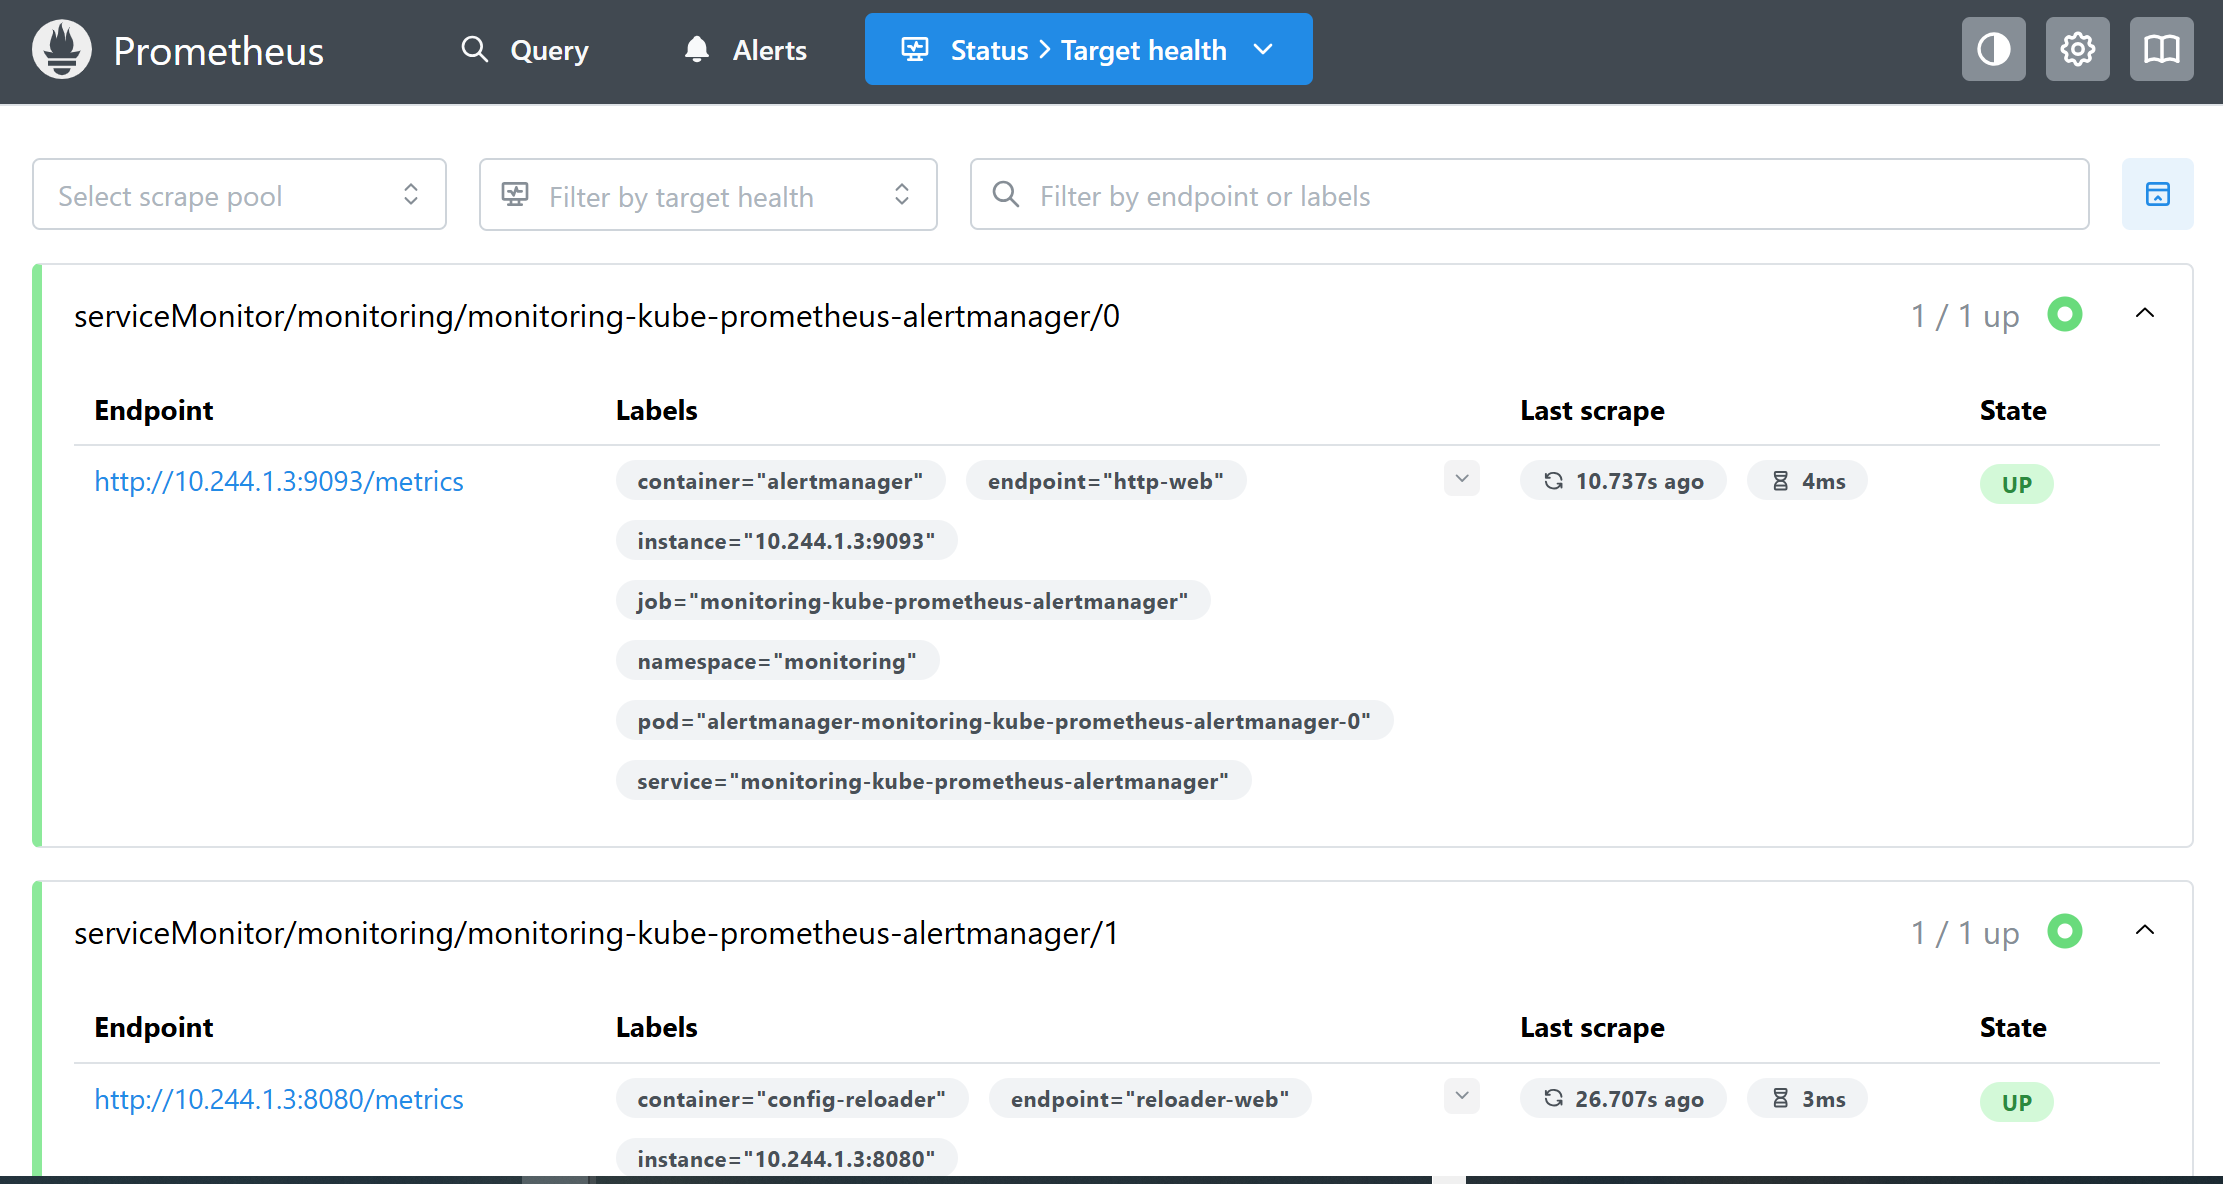 Prometheus Query Alerts Status > Target health
Select scrape pool Filter by target health Filter by endpoint or labels
serviceMonitor/monitoring/monitoring-kube-prometheus-alertmanager/0 1 / 1 up
Endpoint Labels Last scrape State
http://10.244.1.3:9093/metrics container="alertmanager" endpoint="http-web" 10.737s ago 4ms UP
instance="10.244.1.3:9093"
job="monitoring-kube-prometheus-alertmanager"
namespace="monitoring"
pod="alertmanager-monitoring-kube-prometheus-alertmanager-0"
service="monitoring-kube-prometheus-alertmanager"
serviceMonitor/monitoring/monitoring-kube-prometheus-alertmanager/1 1 / 1 up
Endpoint Labels Last scrape State
http://10.244.1.3:8080/metrics container="config-reloader" endpoint="reloader-web" 26.707s ago 3ms UP
instance="10.244.1.3:8080"